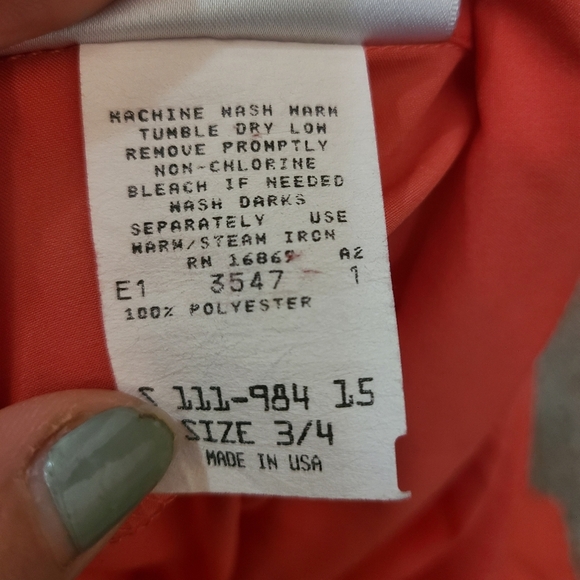 MACHINE WASH WARM
TUMBLE DRY LOW
REMOVE PROMPTLY
NON-CHLORINE
BLEACH IF NEEDED
WASH DARKS
SEPARATELY USE
WARM/STEAM IRON
RN 16865 A2
E1 3547 1
100% POLYESTER
S 111-984 15
SIZE 3/4
MADE IN USA